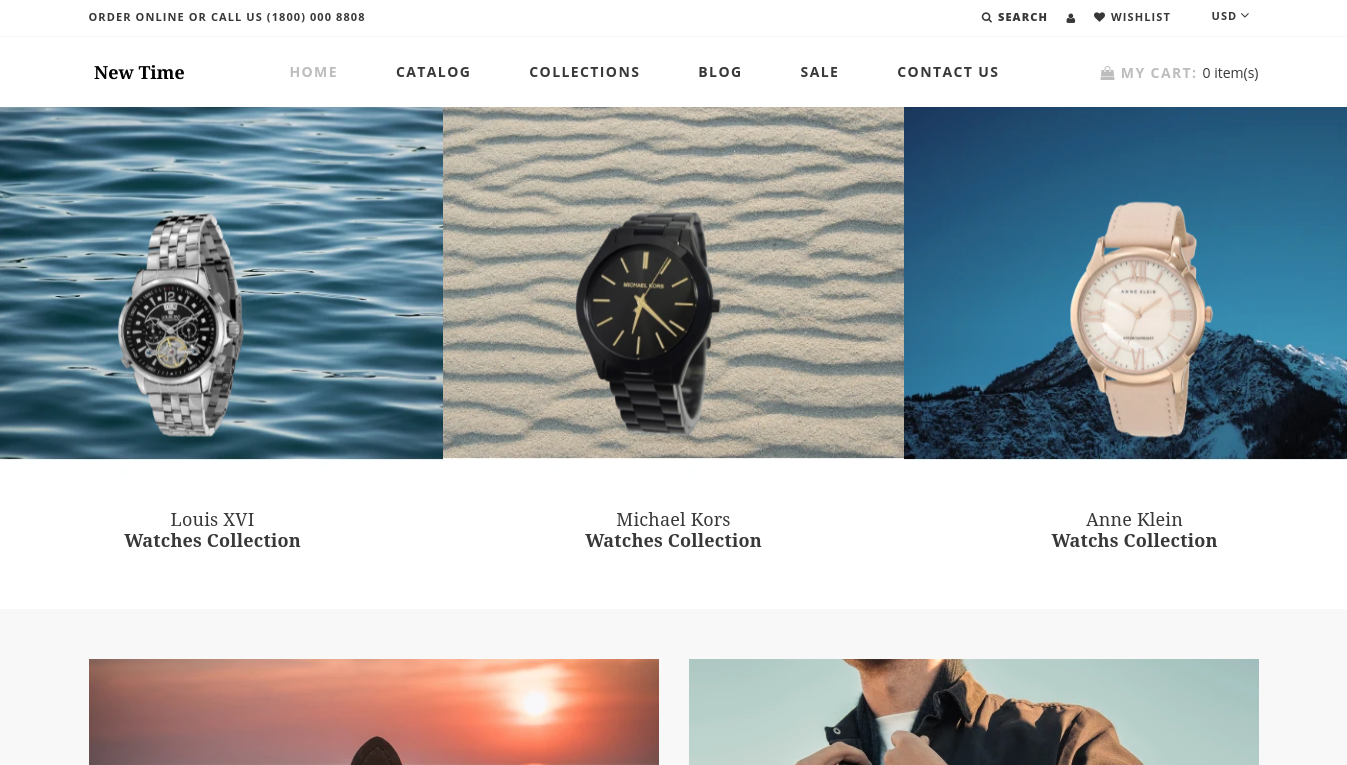 ORDER ONLINE OR CALL US (1800) 000 8808
SEARCH
WISHLIST
USD
New Time
HOME
CATALOG
COLLECTIONS
BLOG
SALE
CONTACT US
MY CART: 0 item(s)
MICHAEL KORS
ANNE KLEIN
Louis XVI
Watches Collection
Michael Kors
Watches Collection
Anne Klein
Watchs Collection